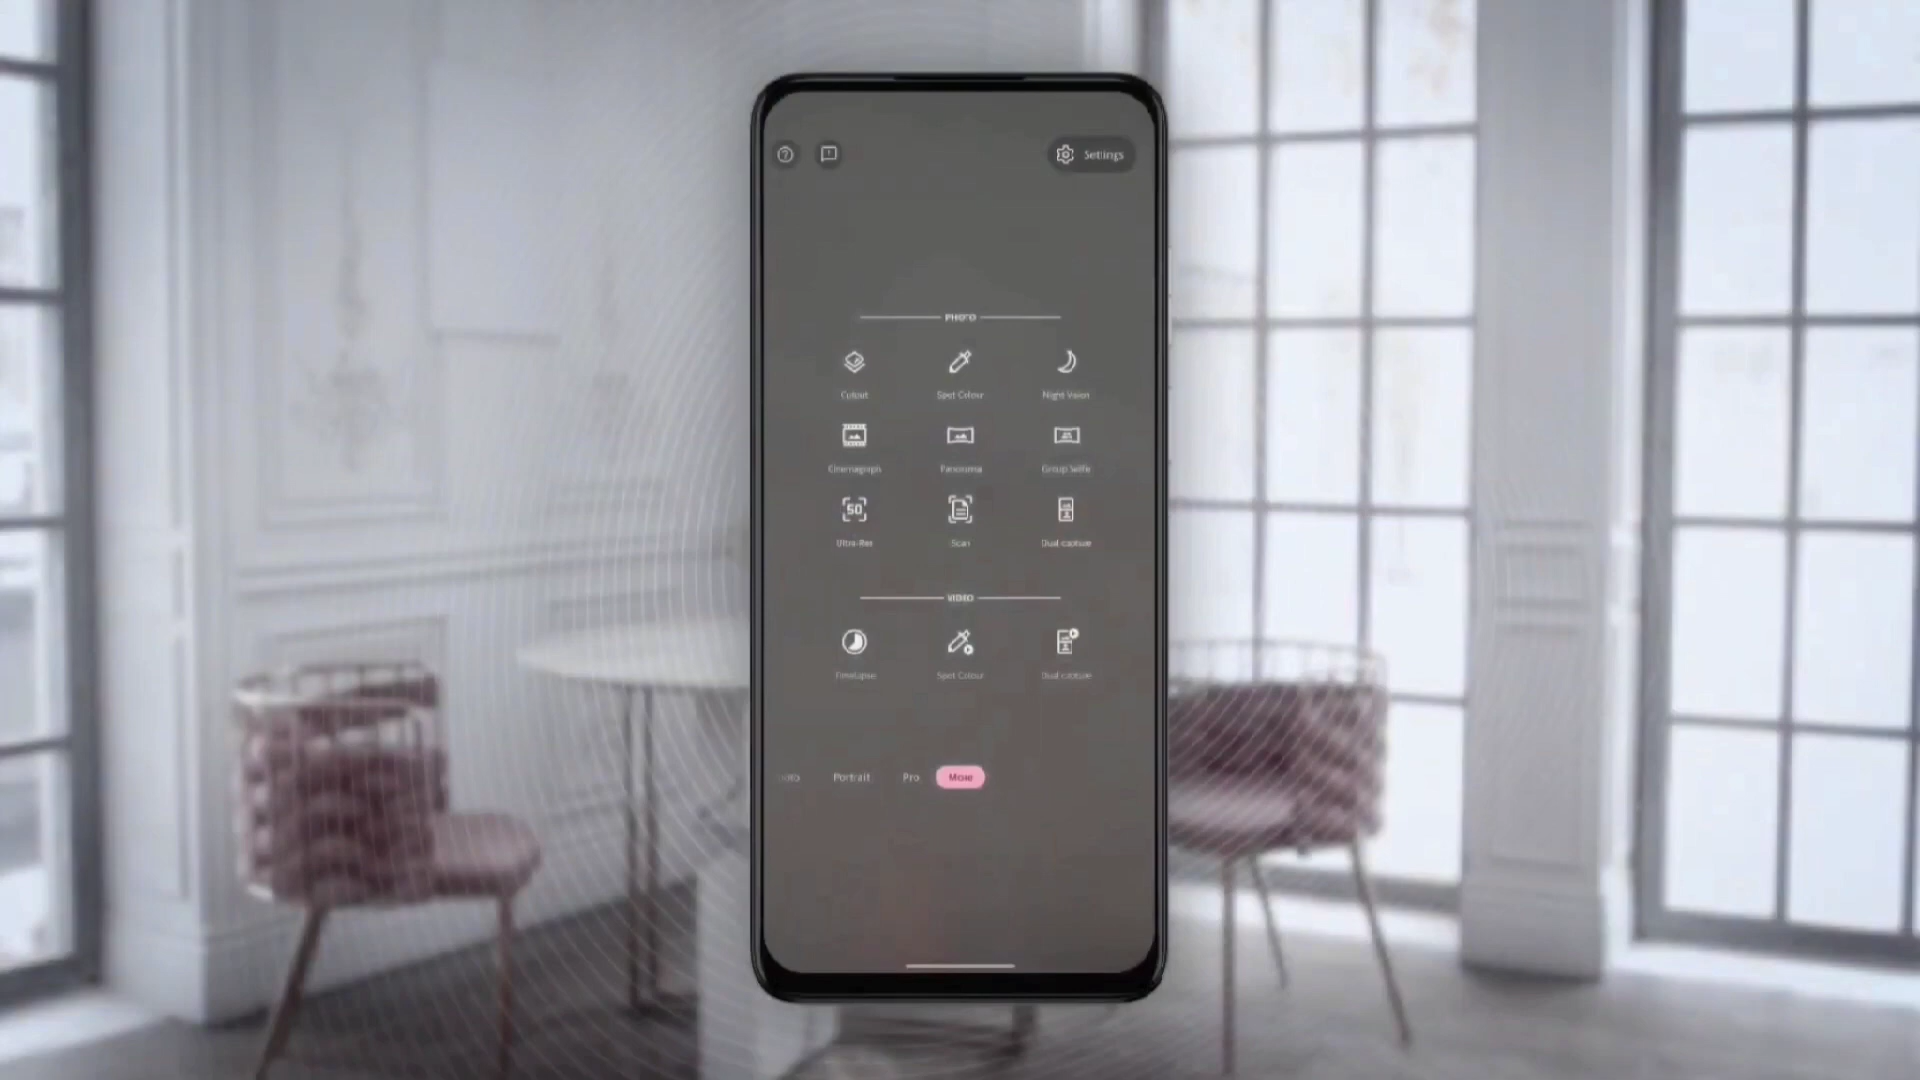 Settings
PHOTO
Cutout Spot Colour Night Vision
Cinemagraph Panorama Group Selfie
50
Ultra-Res Scan Dual capture
VIDEO
Timelapse Spot Colour Dual capture
Portrait Pro More